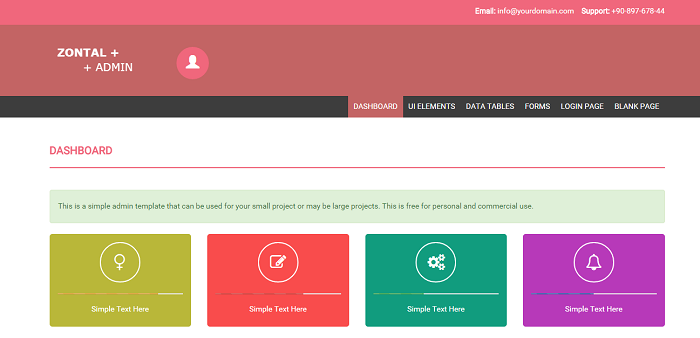 Email: info@yourdomain.com Support: +90-897-678-44
ZONTAL +
+ ADMIN
DASHBOARD UI ELEMENTS DATA TABLES FORMS LOGIN PAGE BLANK PAGE
DASHBOARD
This is a simple admin template that can be used for your small project or may be large projects. This is free for personal and commercial use.
Simple Text Here Simple Text Here Simple Text Here Simple Text Here